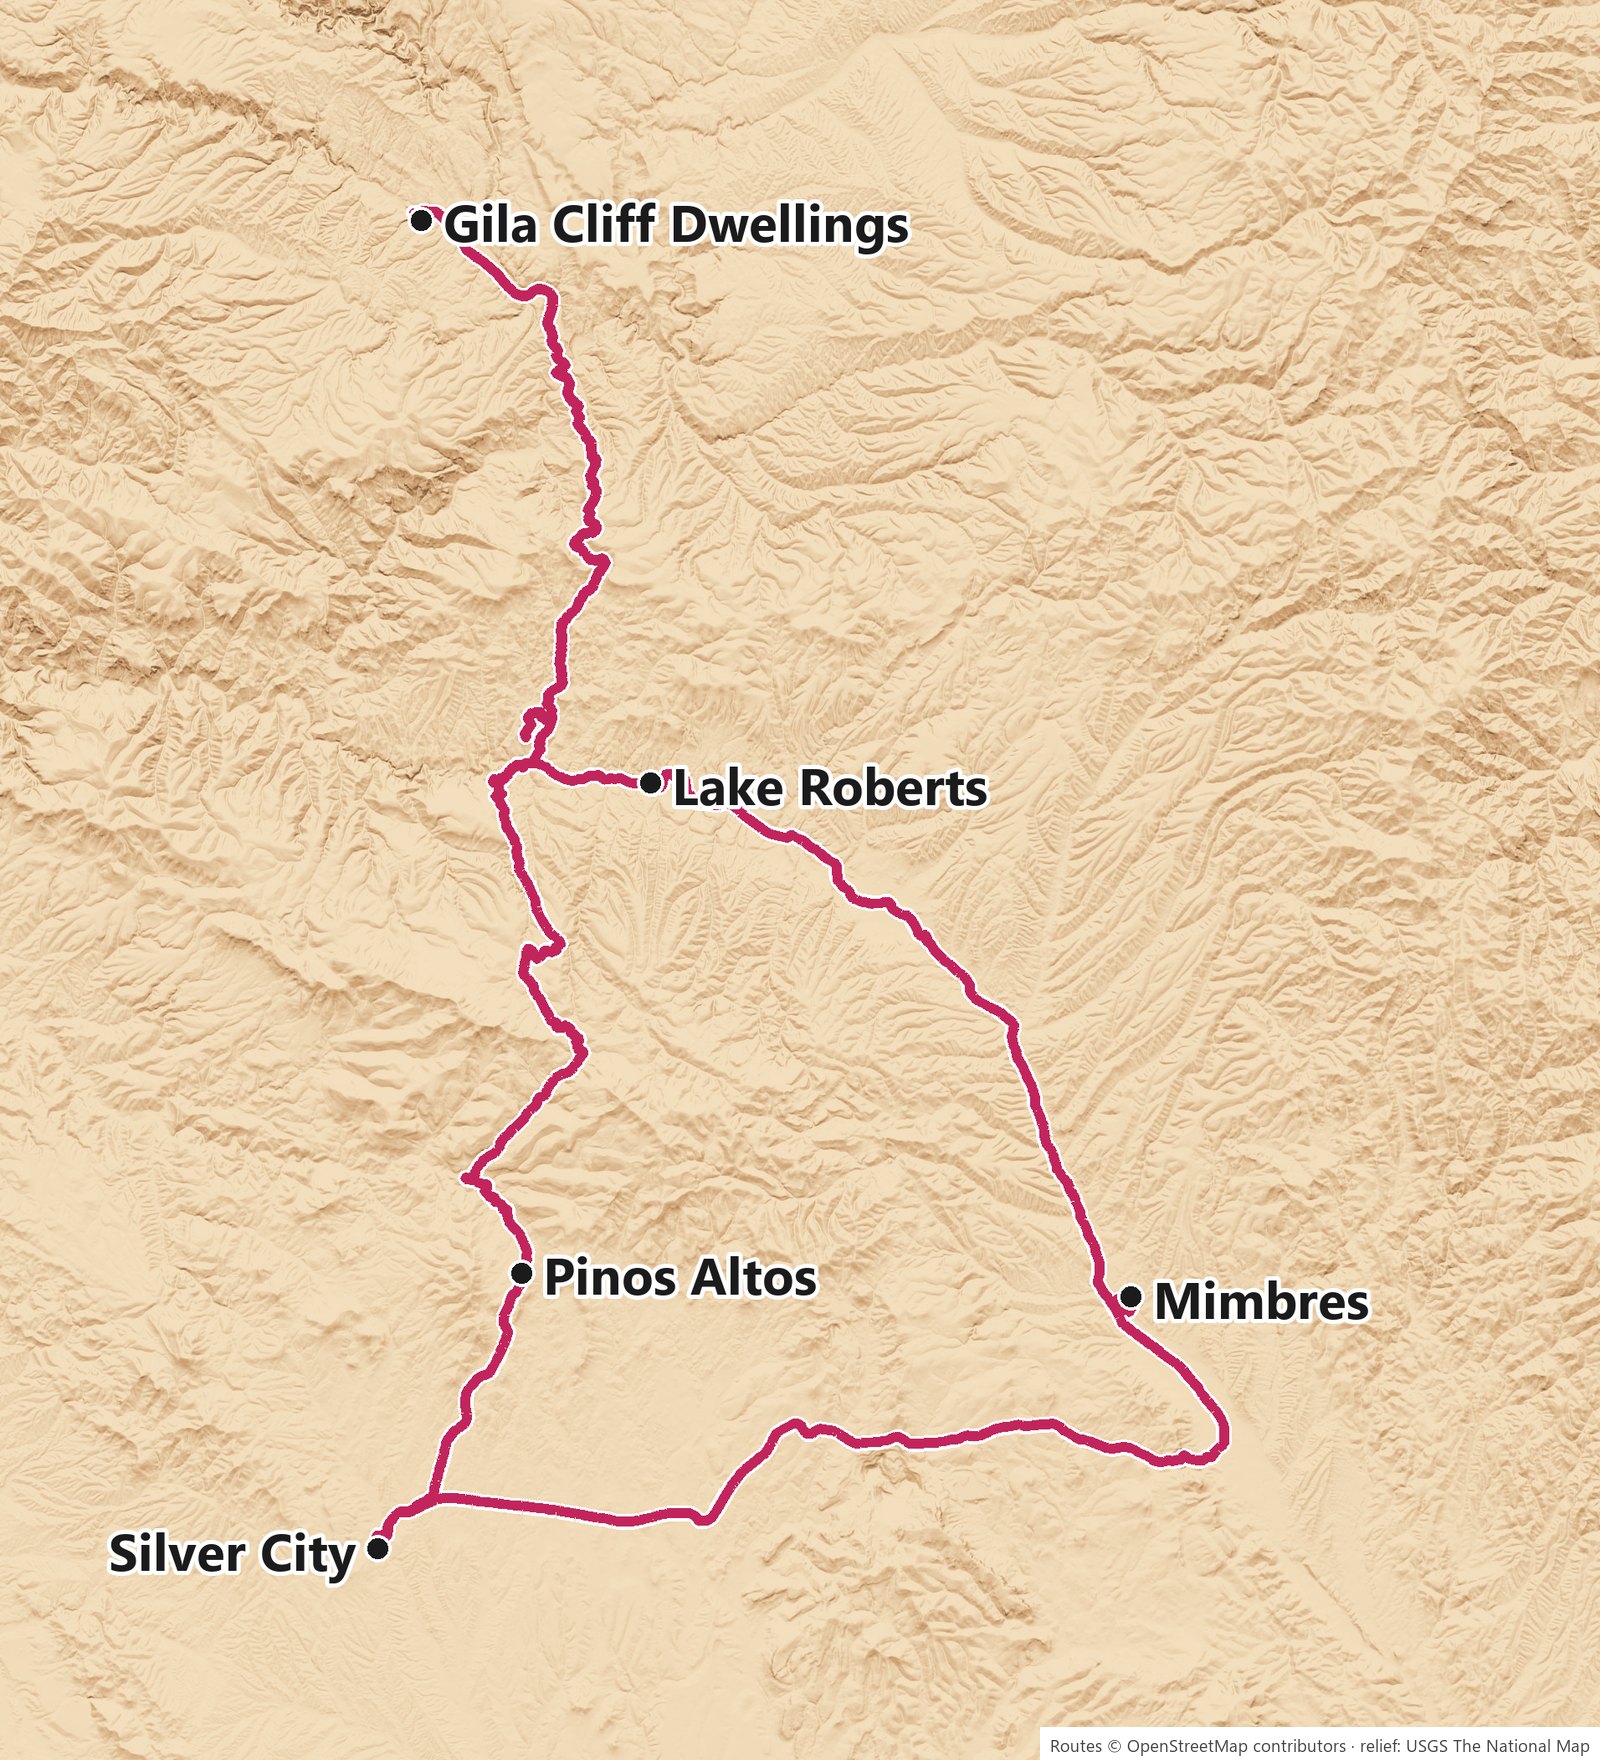 Gila Cliff Dwellings
Lake Roberts
Pinos Altos
Mimbres
Silver City
Routes © OpenStreetMap contributors · relief: USGS The National Map